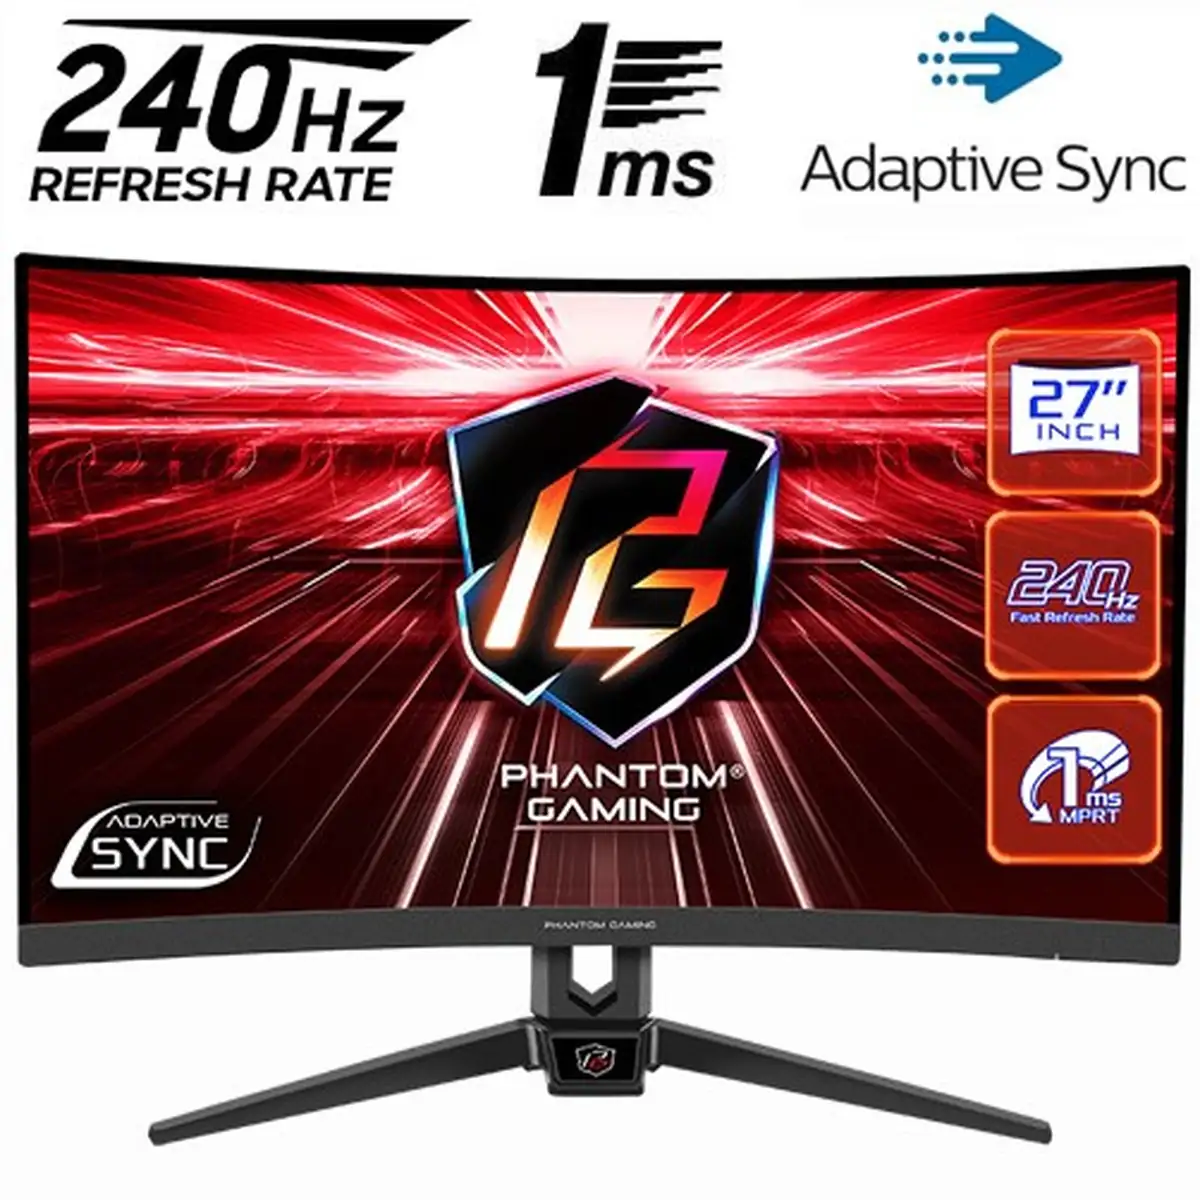 240Hz
REFRESH RATE
1ms
Adaptive Sync
27"
INCH
240Hz
Fast Refresh Rate
1ms
MPRT
PHANTOM®
GAMING
ADAPTIVE
SYNC
PHANTOM GAMING